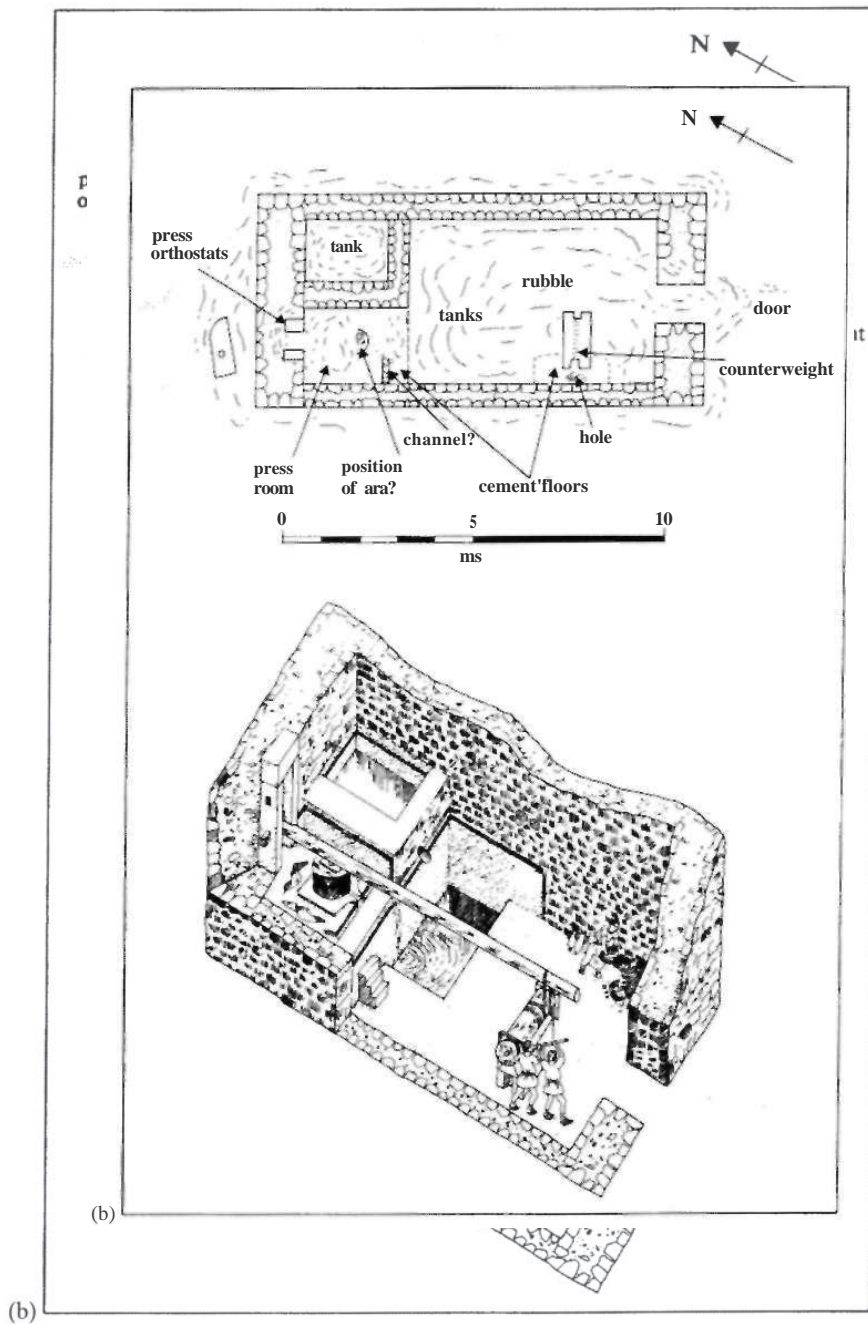 N
N
p
o
press
orthostats
tank
rubble
tanks
door
nt
counterweight
channel?
hole
press
room
position
of ara?
cement'floors
0
5
10
ms
(b)
(b)